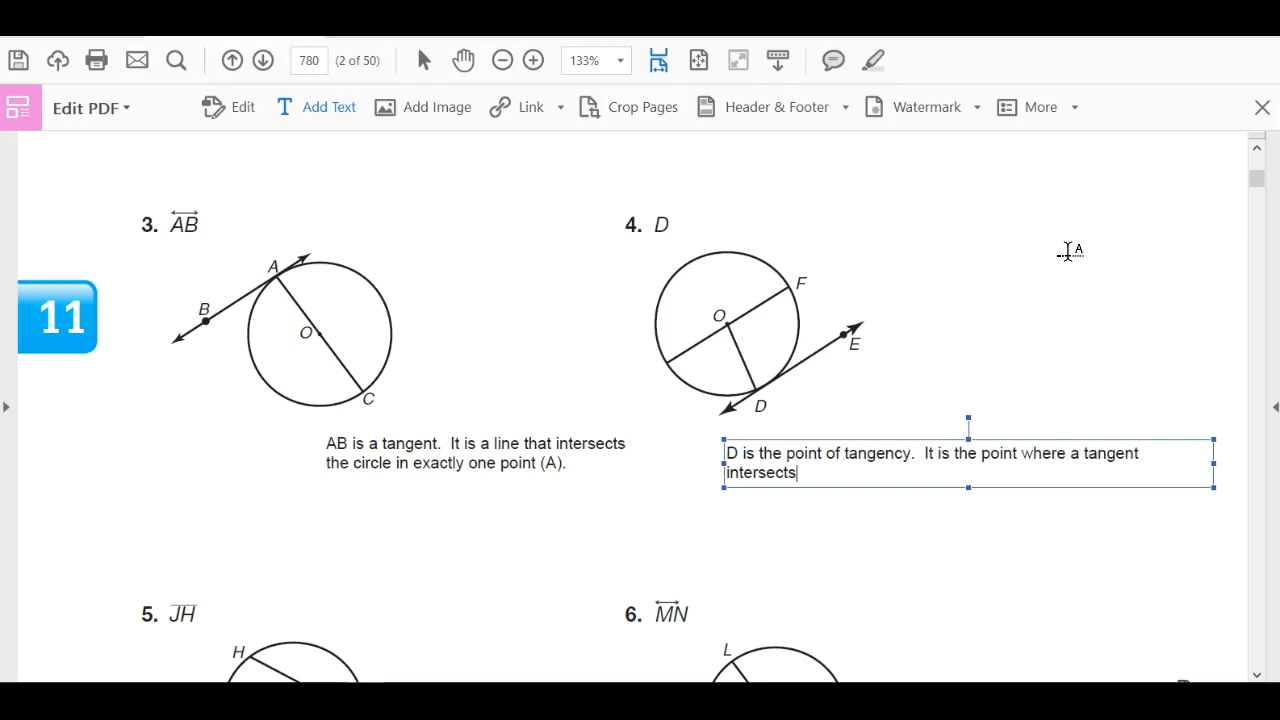 780 (2 of 50) 133%
Edit PDF Edit Add Text Add Image Link Crop Pages Header & Footer Watermark More
A
3. AB
4. D
A
B
O
C
F
O
E
D
11
AB is a tangent. It is a line that intersects
the circle in exactly one point (A).
D is the point of tangency. It is the point where a tangent
intersects
5. JH
6. MN
H
L